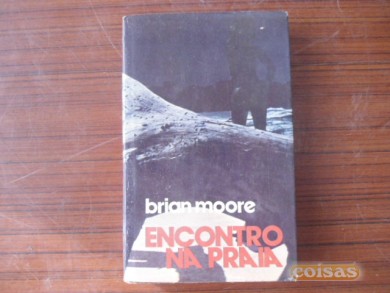 brian moore
ENCONTRO
NA PRAIA
coisas